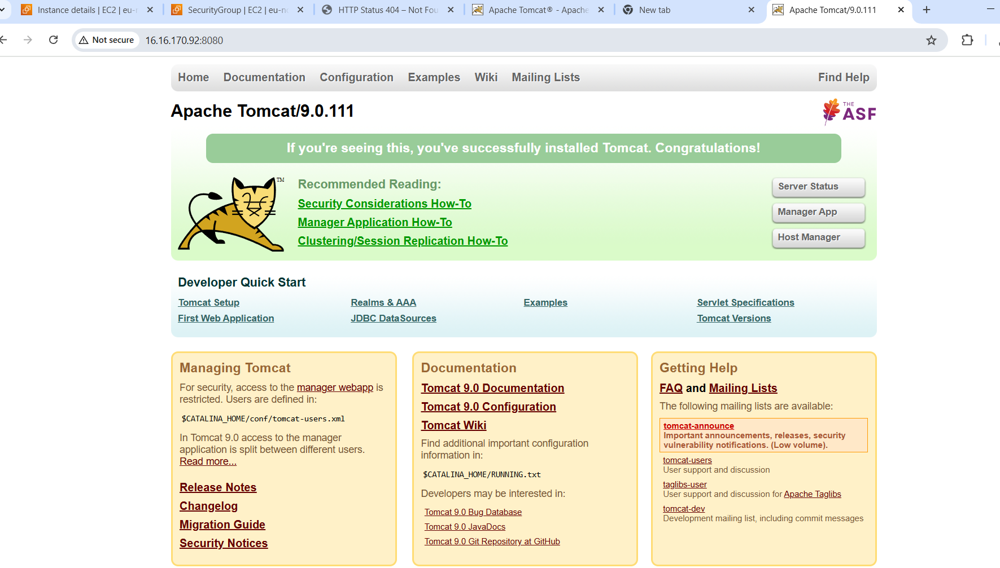 Instance details | EC2 | eu-n
SecurityGroup | EC2 | eu-no
HTTP Status 404 – Not Fou
Apache Tomcat® - Apache
New tab
Apache Tomcat/9.0.111
Not secure
16.16.170.92:8080
Home Documentation Configuration Examples Wiki Mailing Lists Find Help
Apache Tomcat/9.0.111
THE
ASF
If you're seeing this, you've successfully installed Tomcat. Congratulations!
TM
Recommended Reading:
Security Considerations How-To
Manager Application How-To
Clustering/Session Replication How-To
Server Status
Manager App
Host Manager
Developer Quick Start
Tomcat Setup
First Web Application
Realms & AAA
JDBC DataSources
Examples
Servlet Specifications
Tomcat Versions
Managing Tomcat
For security, access to the manager webapp is
restricted. Users are defined in:
$CATALINA_HOME/conf/tomcat-users.xml
In Tomcat 9.0 access to the manager
application is split between different users.
Read more...
Release Notes
Changelog
Migration Guide
Security Notices
Documentation
Tomcat 9.0 Documentation
Tomcat 9.0 Configuration
Tomcat Wiki
Find additional important configuration
information in:
$CATALINA_HOME/RUNNING.txt
Developers may be interested in:
Tomcat 9.0 Bug Database
Tomcat 9.0 JavaDocs
Tomcat 9.0 Git Repository at GitHub
Getting Help
FAQ and Mailing Lists
The following mailing lists are available:
tomcat-announce
Important announcements, releases, security
vulnerability notifications. (Low volume).
tomcat-users
User support and discussion
taglibs-user
User support and discussion for Apache Taglibs
tomcat-dev
Development mailing list, including commit messages